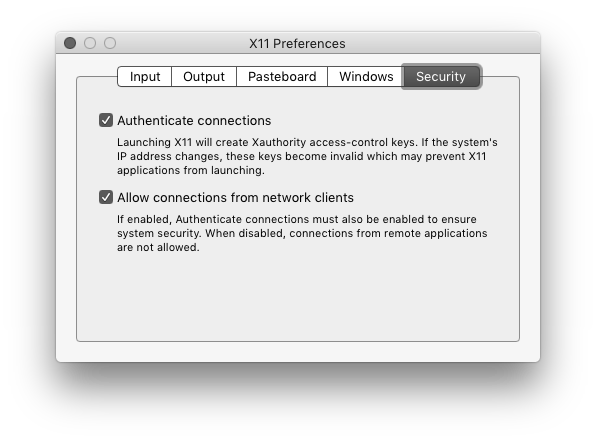 X11 Preferences
Input Output Pasteboard Windows Security
Authenticate connections
Launching X11 will create Xauthority access-control keys. If the system's
IP address changes, these keys become invalid which may prevent X11
applications from launching.
Allow connections from network clients
If enabled, Authenticate connections must also be enabled to ensure
system security. When disabled, connections from remote applications
are not allowed.